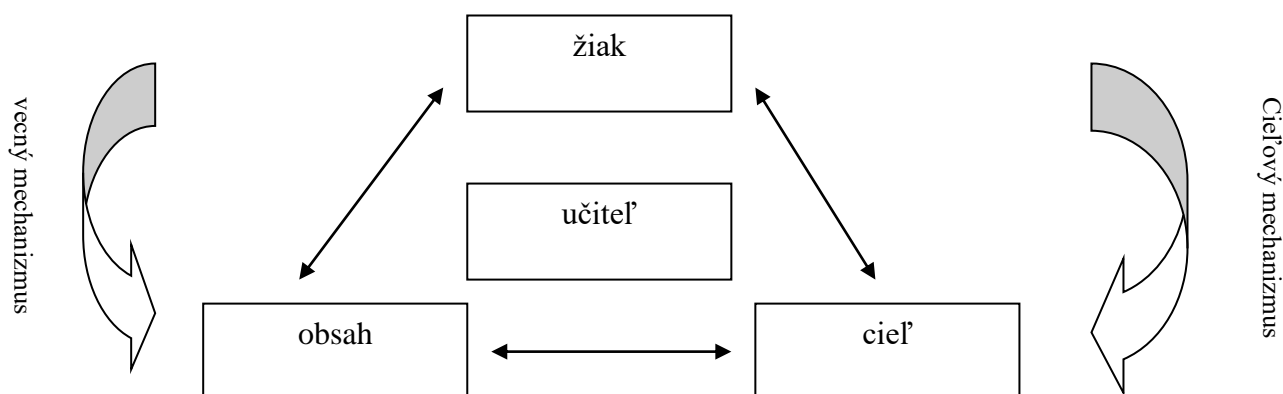 žiak
vecný mechanizmus
Cieľový mechanizmus
učiteľ
obsah
cieľ